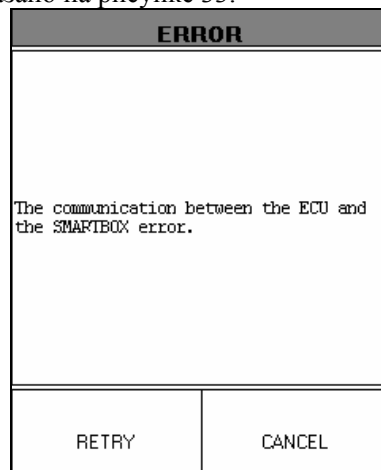 на рисунке 33.
ERROR
The communication between the ECU and
the SMARTBOX error.
RETRY
CANCEL